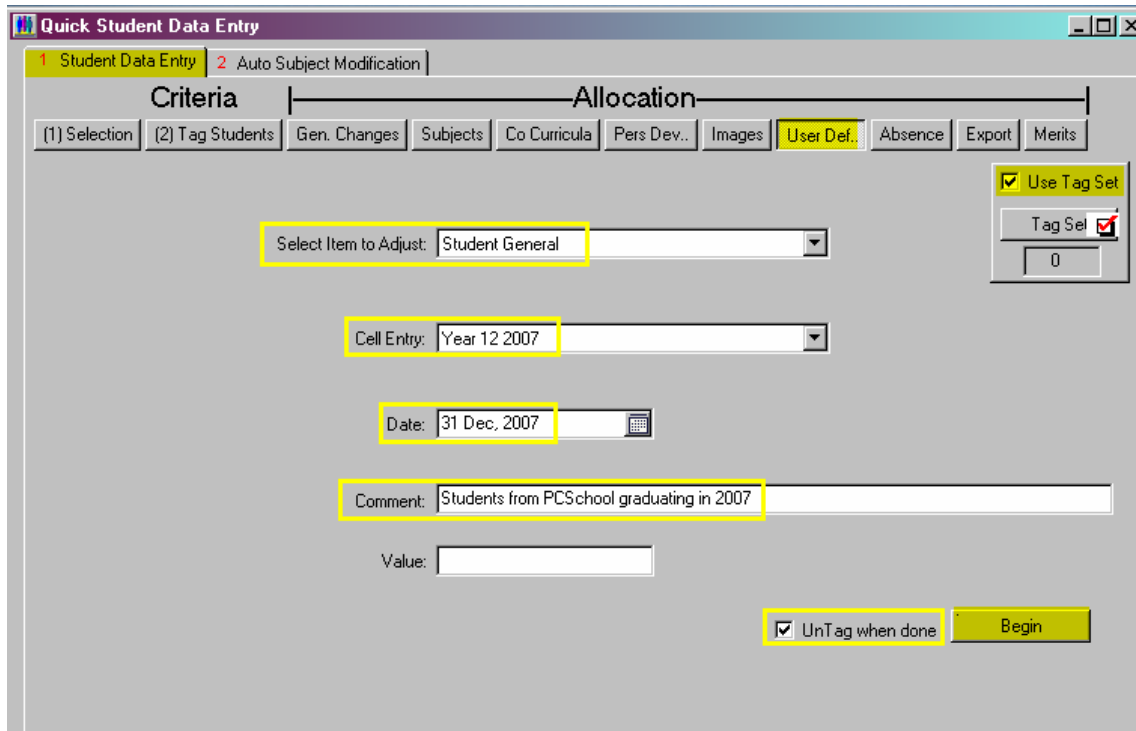 Quick Student Data Entry
1 Student Data Entry 2 Auto Subject Modification
Criteria Allocation
(1) Selection (2) Tag Students Gen. Changes Subjects Co Curricula Pers Dev.. Images User Def.. Absence Export Merits
Use Tag Set
Tag Set
0
Select Item to Adjust: Student General
Cell Entry: Year 12 2007
Date: 31 Dec, 2007
Comment: Students from PCSchool graduating in 2007
Value:
UnTag when done Begin